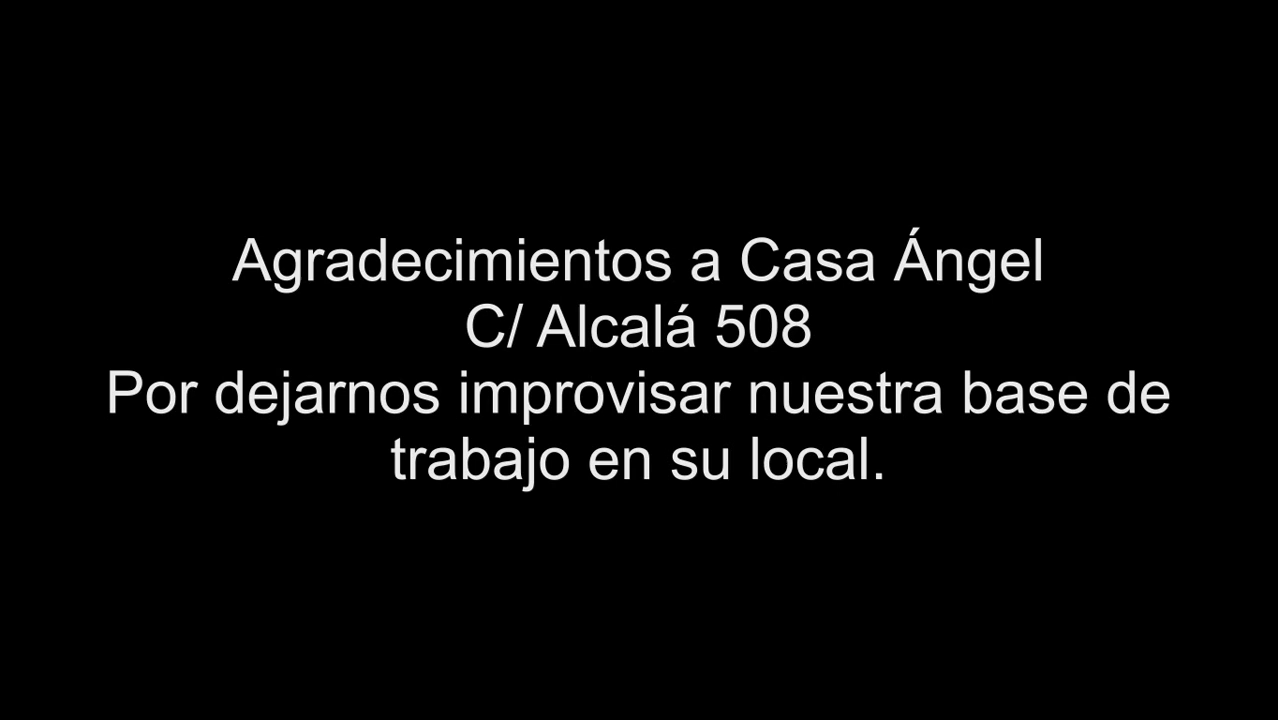 Agradecimientos a Casa Ángel
C/ Alcalá 508
Por dejarnos improvisar nuestra base de
trabajo en su local.